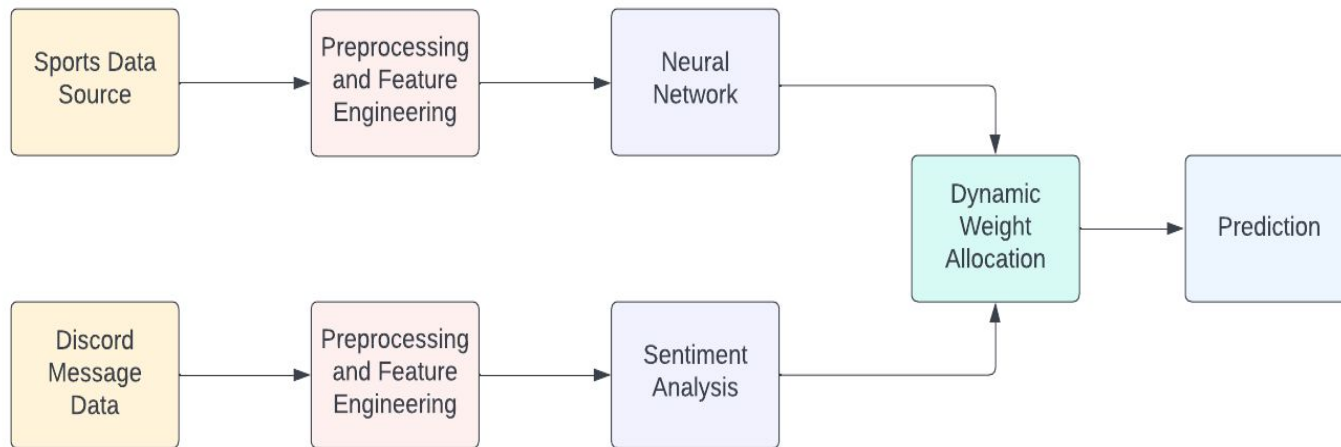 Sports Data
Source
Preprocessing
and Feature
Engineering
Neural
Network
Dynamic
Weight
Allocation
Prediction
Discord
Message
Data
Preprocessing
and Feature
Engineering
Sentiment
Analysis